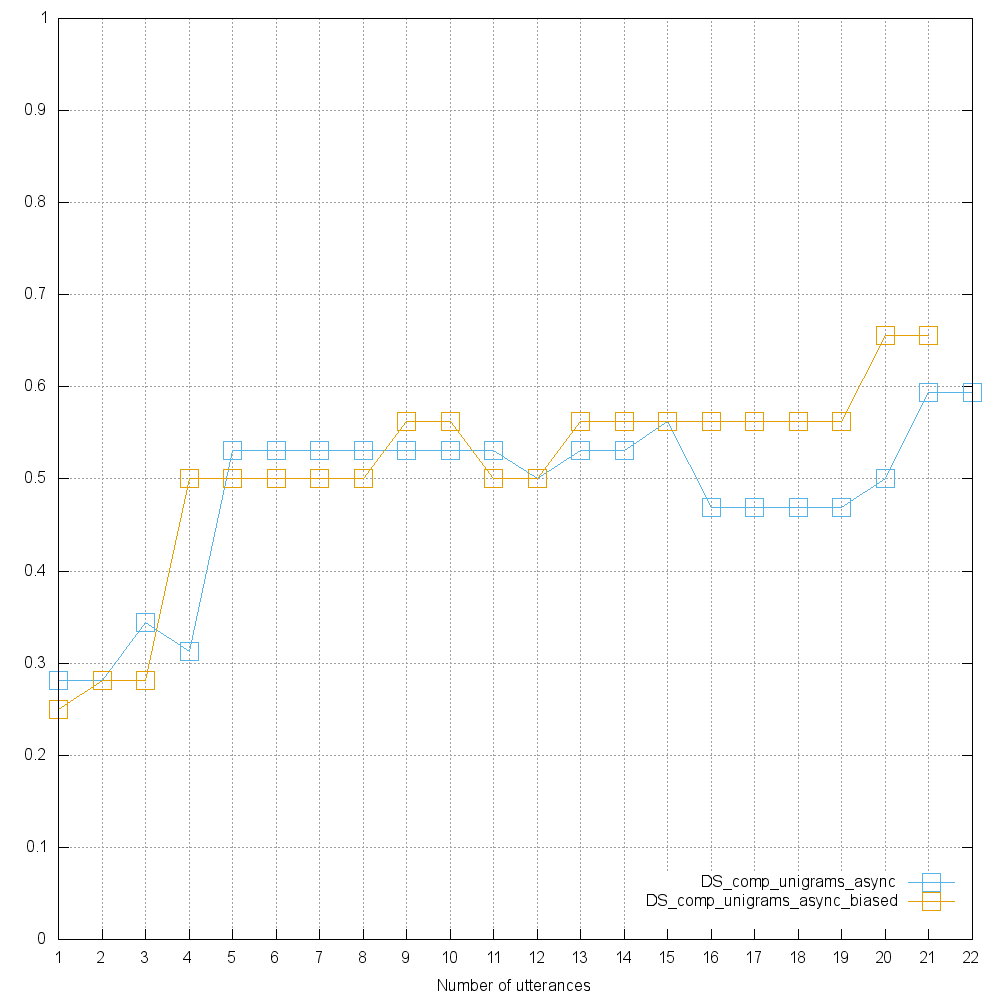 1
0.9
0.8
0.7
0.6
0.5
0.4
0.3
0.2
0.1
0
DS_comp_unigrams_async
DS_comp_unigrams_async_biased
1 2 3 4 5 6 7 8 9 10 11 12 13 14 15 16 17 18 19 20 21 22
Number of utterances